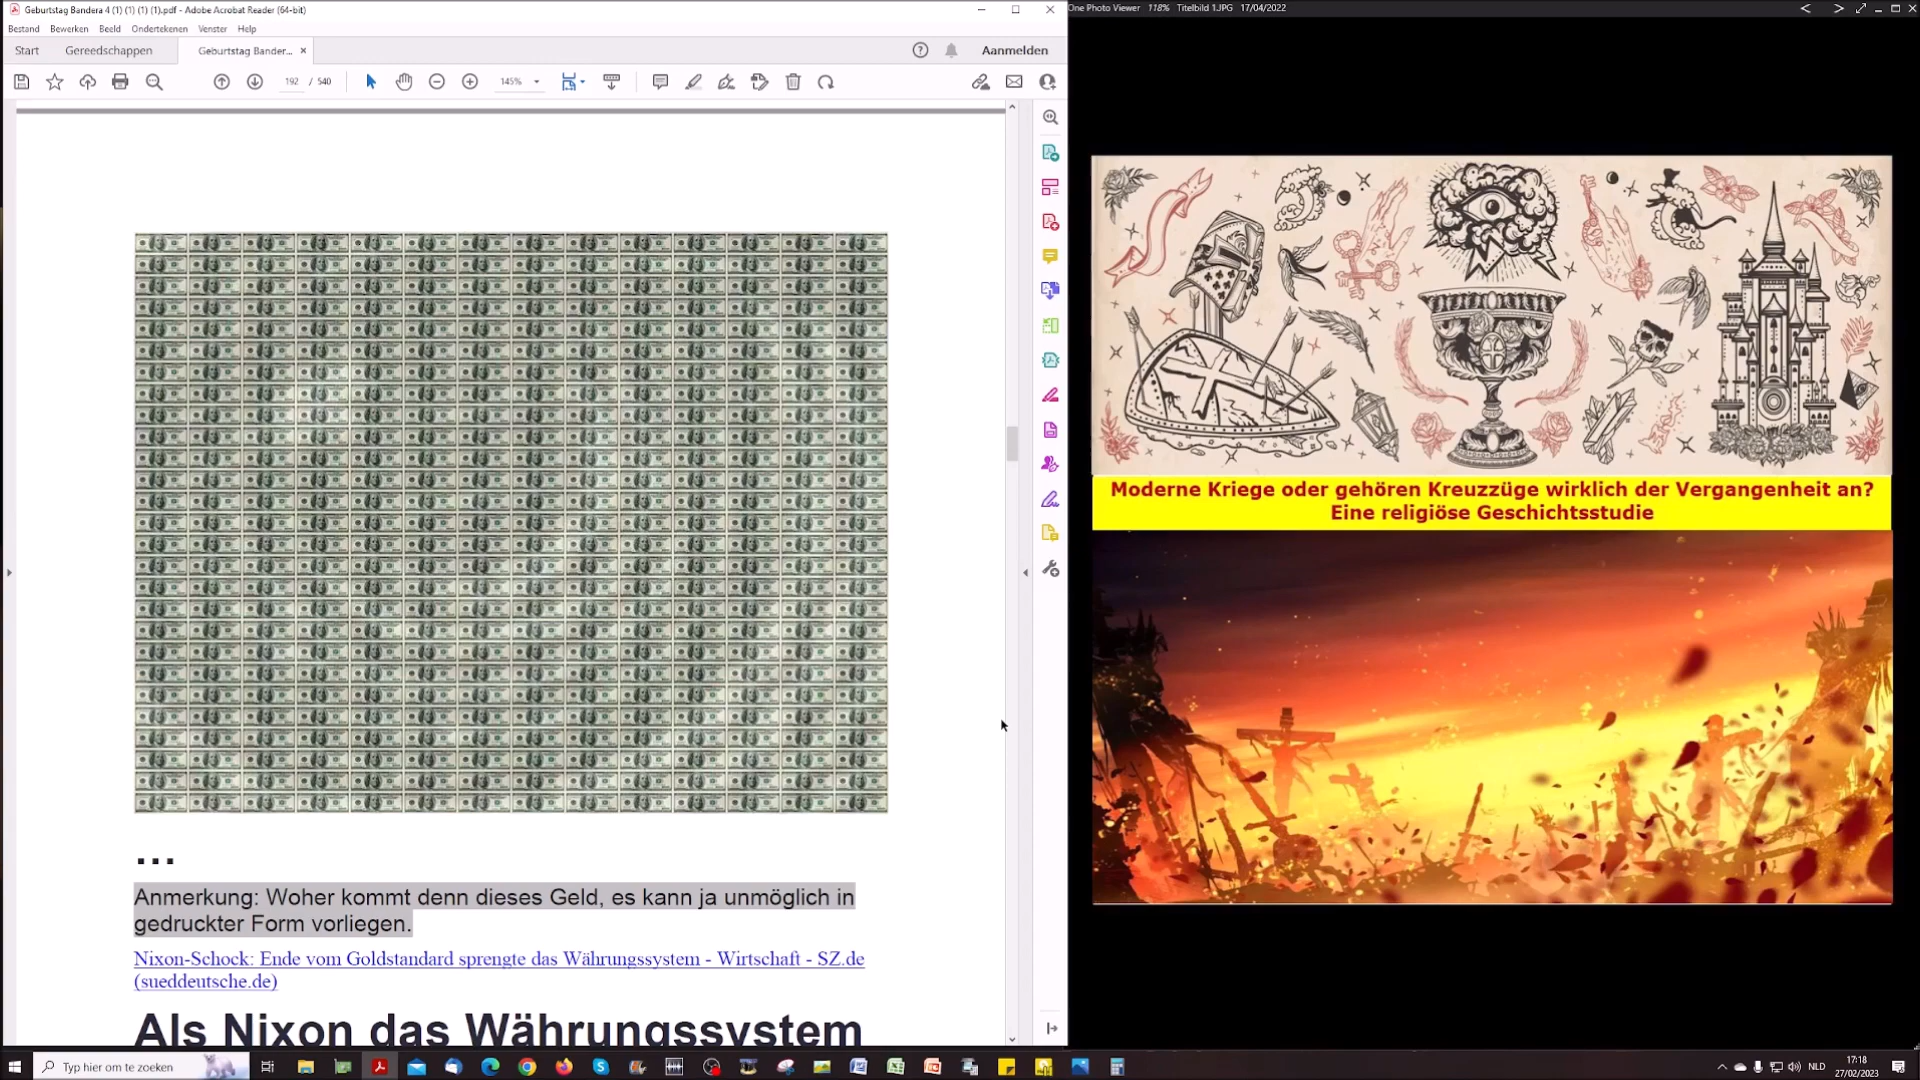 Geburtstag Bandera 4 (1) (1) (1) (1).pdf - Adobe Acrobat Reader (64-bit)
Bestand Bewerken Beeld Ondertekenen Venster Help
Start Gereedschappen Geburtstag Bander... × Aanmelden
192 / 540 145%
One Photo Viewer 118% Titelbild 1.JPG 17/04/2022
Moderne Kriege oder gehören Kreuzzüge wirklich der Vergangenheit an?
Eine religiöse Geschichtsstudie
...
Anmerkung: Woher kommt denn dieses Geld, es kann ja unmöglich in
gedruckter Form vorliegen.
Nixon-Schock: Ende vom Goldstandard sprengte das Währungssystem - Wirtschaft - SZ.de
(sueddeutsche.de)
Als Nixon das Währungssystem
Typ hier om te zoeken
NLD
17:18
27/02/2023